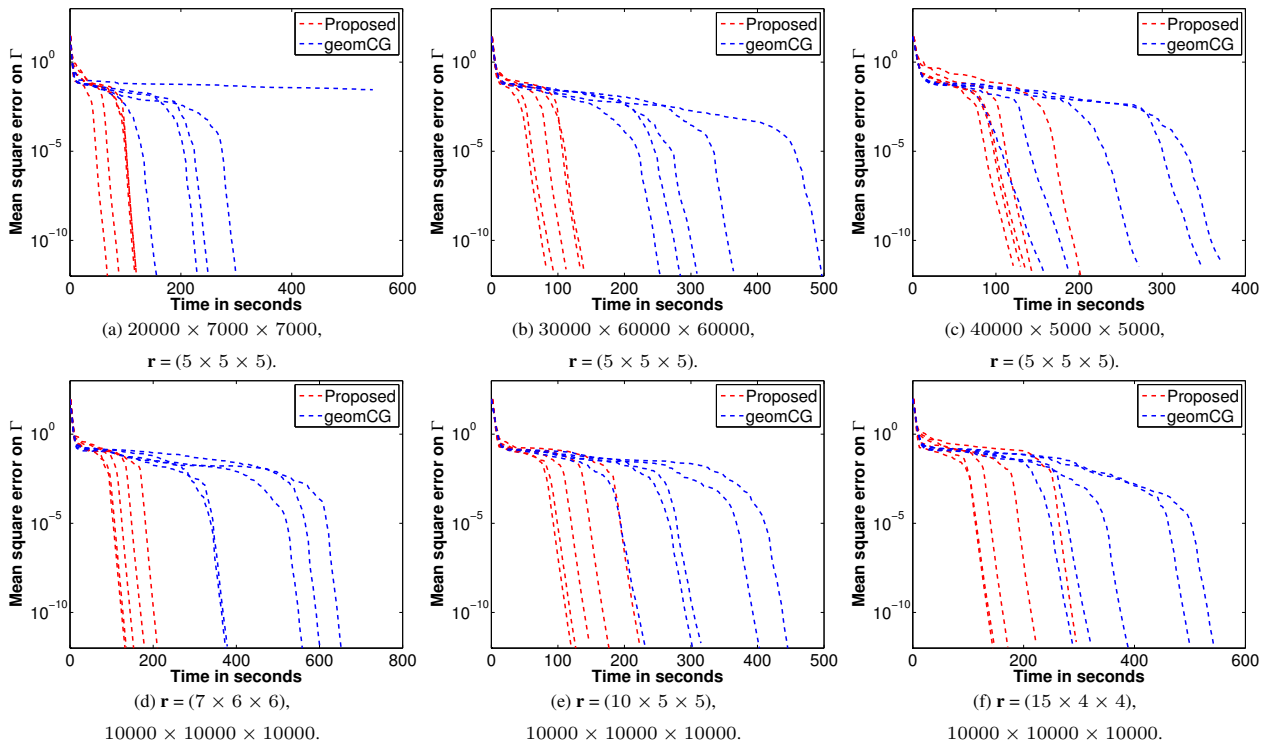 Proposed
geomCG
Mean square error on Γ
10^0
10^-5
10^-10
0 200 400 600
Time in seconds
(a) 20000 × 7000 × 7000,
r = (5 × 5 × 5).
Proposed
geomCG
Mean square error on Γ
10^0
10^-5
10^-10
0 100 200 300 400 500
Time in seconds
(b) 30000 × 60000 × 60000,
r = (5 × 5 × 5).
Proposed
geomCG
Mean square error on Γ
10^0
10^-5
10^-10
0 100 200 300 400
Time in seconds
(c) 40000 × 5000 × 5000,
r = (5 × 5 × 5).
Proposed
geomCG
Mean square error on Γ
10^0
10^-5
10^-10
0 200 400 600 800
Time in seconds
(d) r = (7 × 6 × 6),
10000 × 10000 × 10000.
Proposed
geomCG
Mean square error on Γ
10^0
10^-5
10^-10
0 100 200 300 400 500
Time in seconds
(e) r = (10 × 5 × 5),
10000 × 10000 × 10000.
Proposed
geomCG
Mean square error on Γ
10^0
10^-5
10^-10
0 200 400 600
Time in seconds
(f) r = (15 × 4 × 4),
10000 × 10000 × 10000.